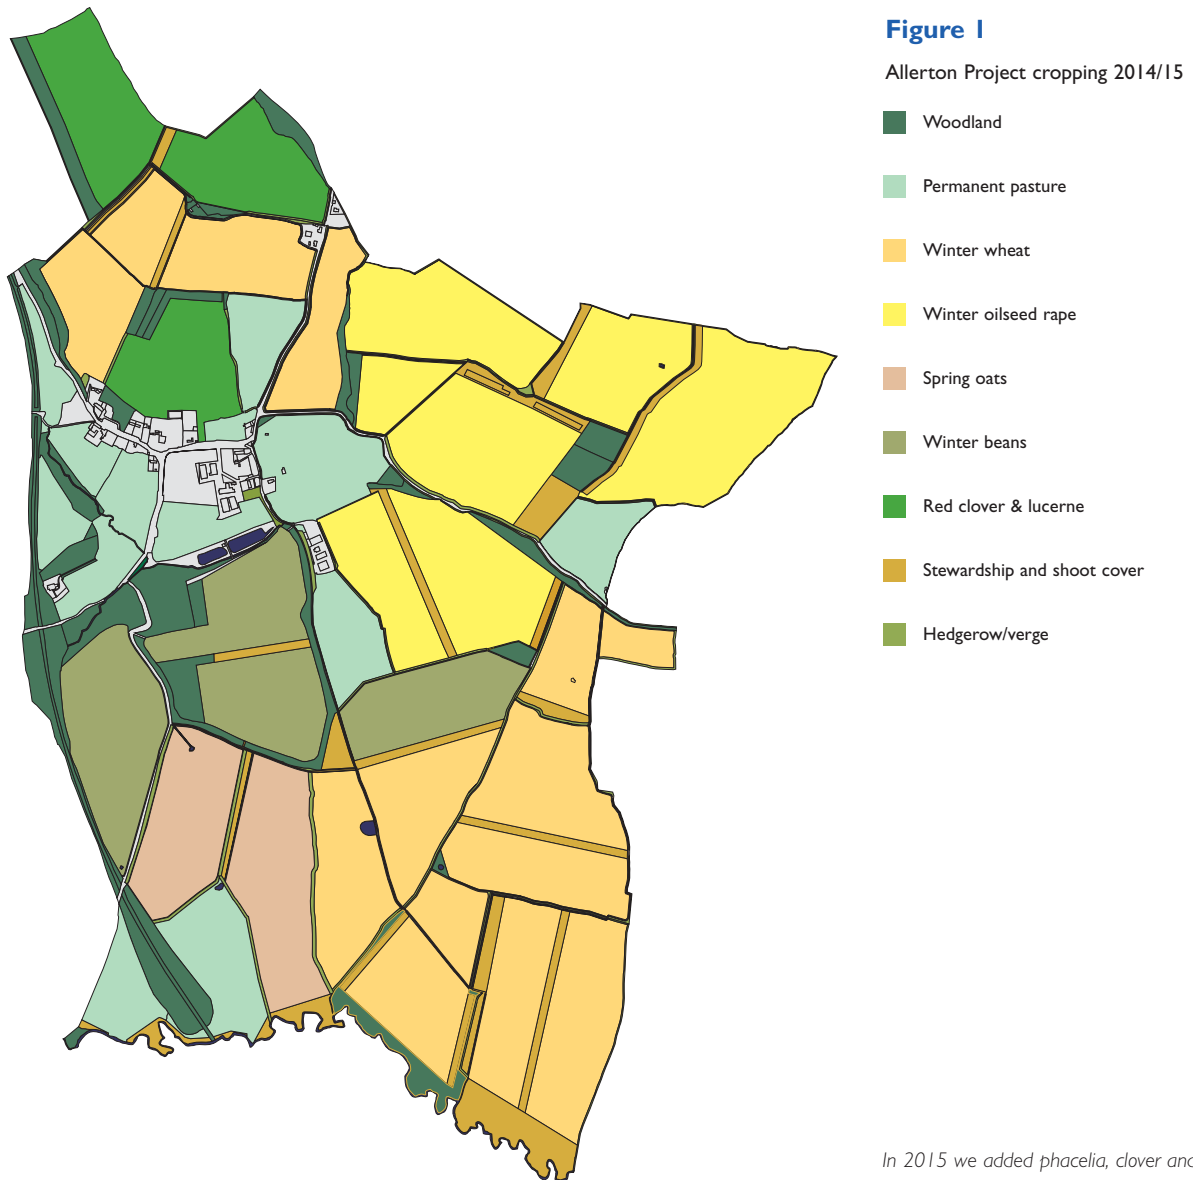 Figure 1
Allerton Project cropping 2014/15
Woodland
Permanent pasture
Winter wheat
Winter oilseed rape
Spring oats
Winter beans
Red clover & lucerne
Stewardship and shoot cover
Hedgerow/verge
In 2015 we added phacelia, clover and